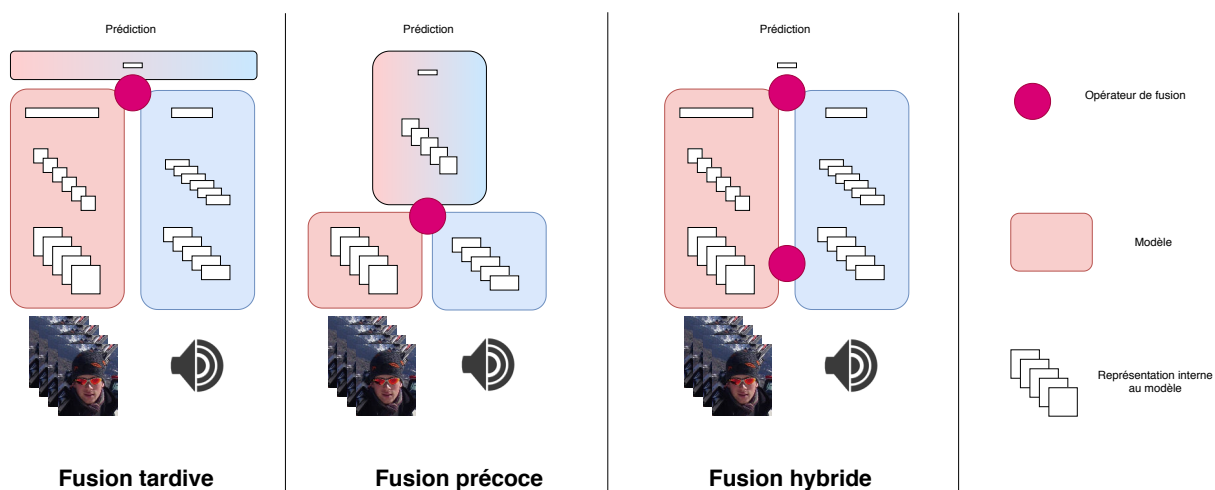 Prédiction
Prédiction
Prédiction
Opérateur de fusion
Modèle
Représentation interne
au modèle
Fusion tardive
Fusion précoce
Fusion hybride